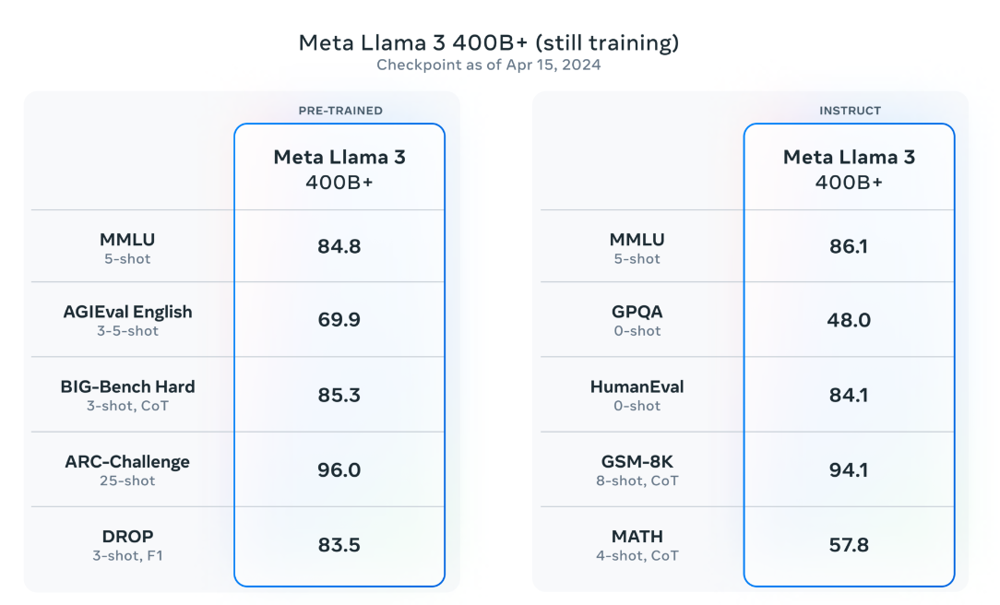 Meta Llama 3 400B+ (still training)
Checkpoint as of Apr 15, 2024
PRE-TRAINED
Meta Llama 3
400B+
MMLU
5-shot
84.8
AGIEval English
3-5-shot
69.9
BIG-Bench Hard
3-shot, CoT
85.3
ARC-Challenge
25-shot
96.0
DROP
3-shot, F1
83.5
INSTRUCT
Meta Llama 3
400B+
MMLU
5-shot
86.1
GPQA
0-shot
48.0
HumanEval
0-shot
84.1
GSM-8K
8-shot, CoT
94.1
MATH
4-shot, CoT
57.8